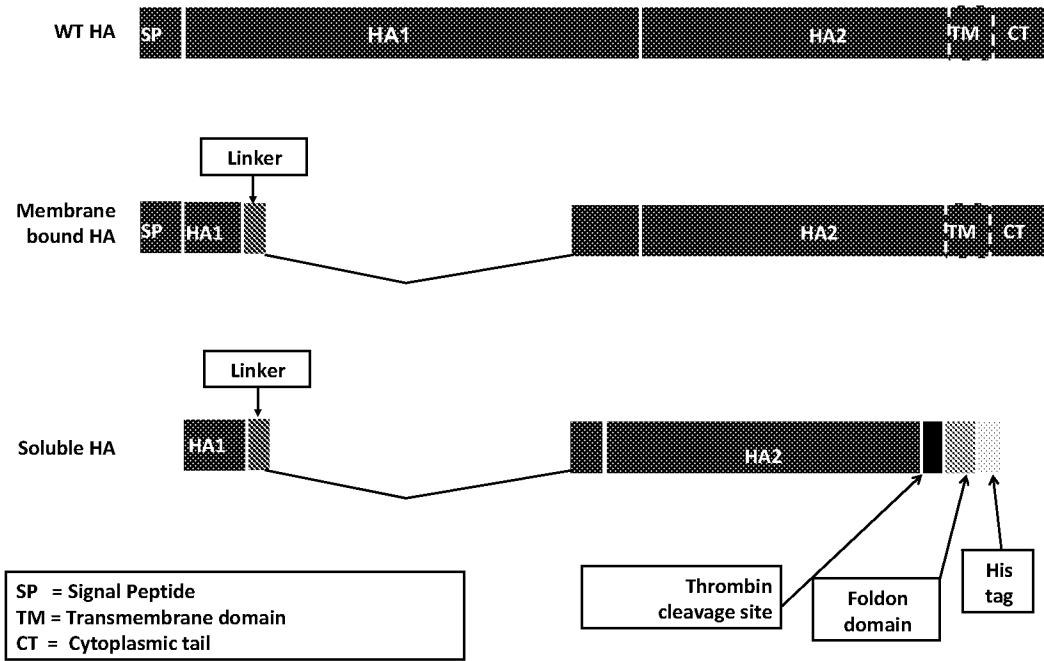 WT HA
SP
HA1
HA2
TM
CT
Linker
Membrane
bound HA
SP
HA1
HA2
TM
CT
Linker
Soluble HA
HA1
HA2
SP = Signal Peptide
TM = Transmembrane domain
CT = Cytoplasmic tail
Thrombin
cleavage site
Foldon
domain
His
tag